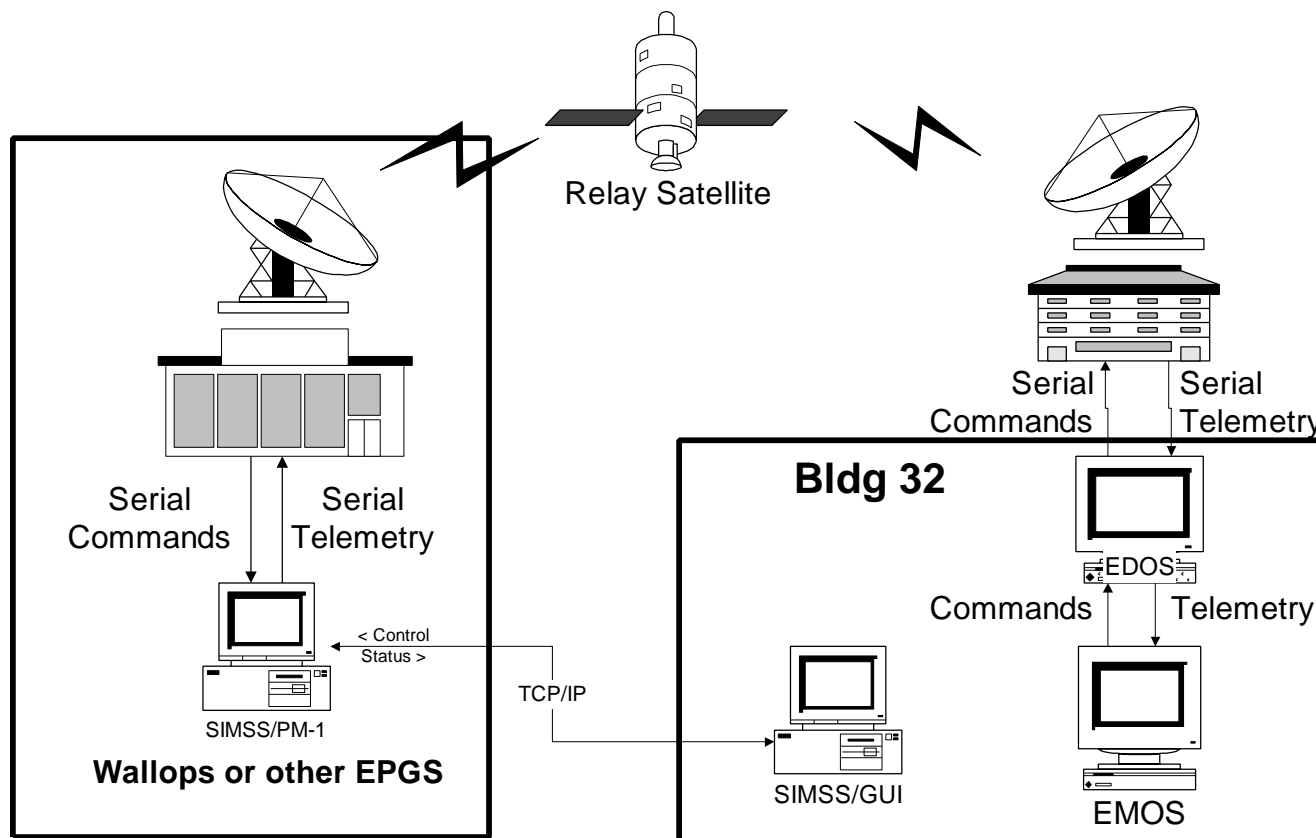 Relay Satellite
Serial
Commands
Serial
Telemetry
Serial
Commands
Serial
Telemetry
Bldg 32
EDOS
Commands
Telemetry
< Control
Status >
TCP/IP
SIMSS/PM-1
Wallops or other EPGS
SIMSS/GUI
EMOS